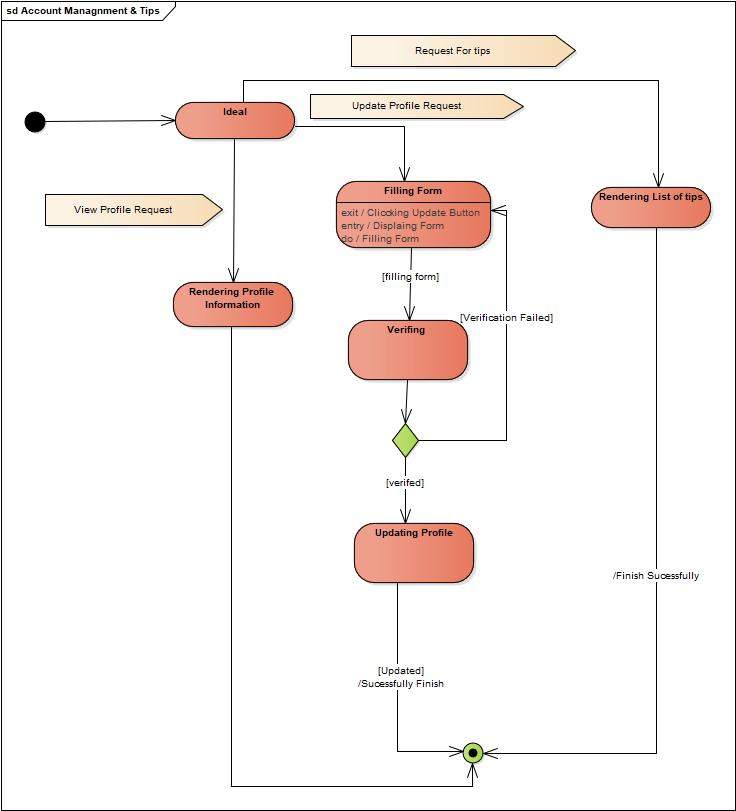 sd Account Managnment & Tips
Request For tips
Update Profile Request
Ideal
View Profile Request
Filling Form
exit / Cliccking Update Button
entry / Displaing Form
do / Filling Form
Rendering List of tips
[filling form]
Rendering Profile
Information
[Verification Failed]
Verifing
[verifed]
Updating Profile
/Finish Sucessfully
[Updated]
/Sucessfully Finish